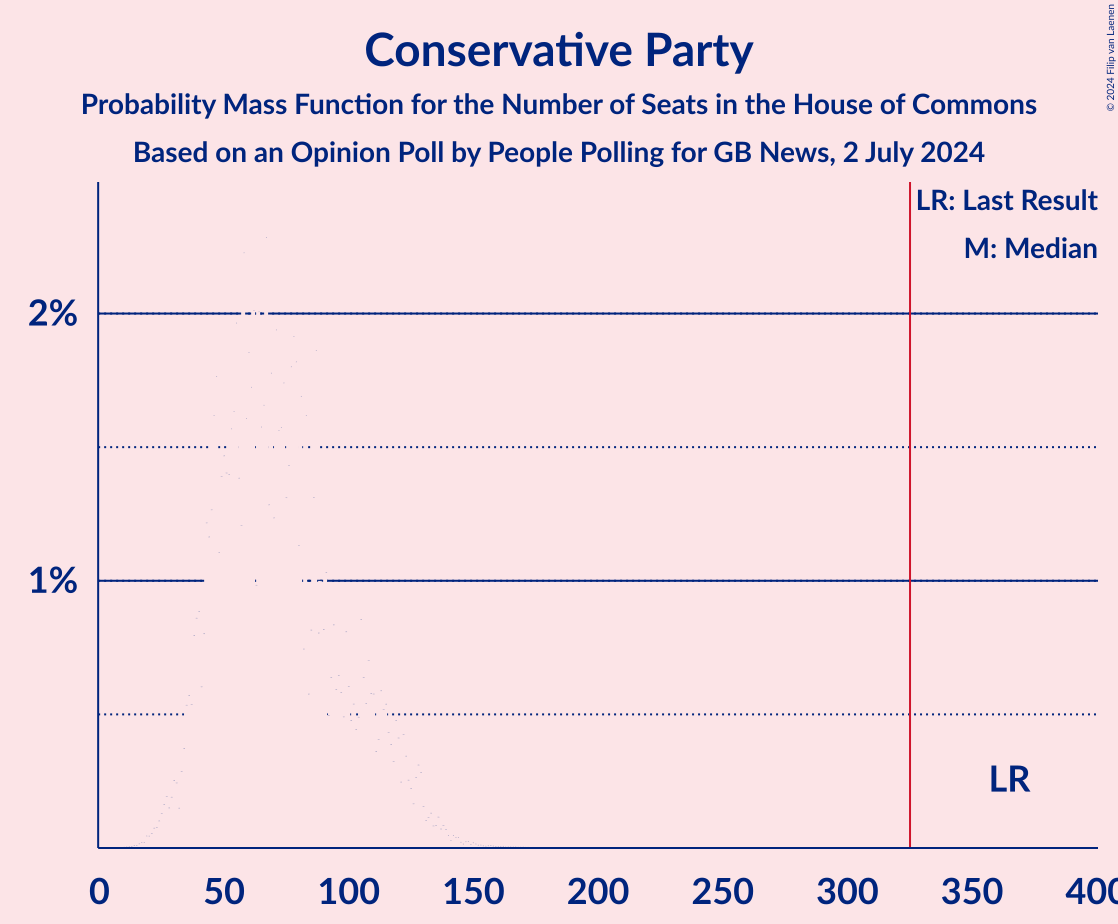 Conservative Party
Probability Mass Function for the Number of Seats in the House of Commons
Based on an Opinion Poll by People Polling for GB News, 2 July 2024
© 2024 Filip van Laenen
LR: Last Result
M: Median
2%
1%
LR
0 50 100 150 200 250 300 350 400